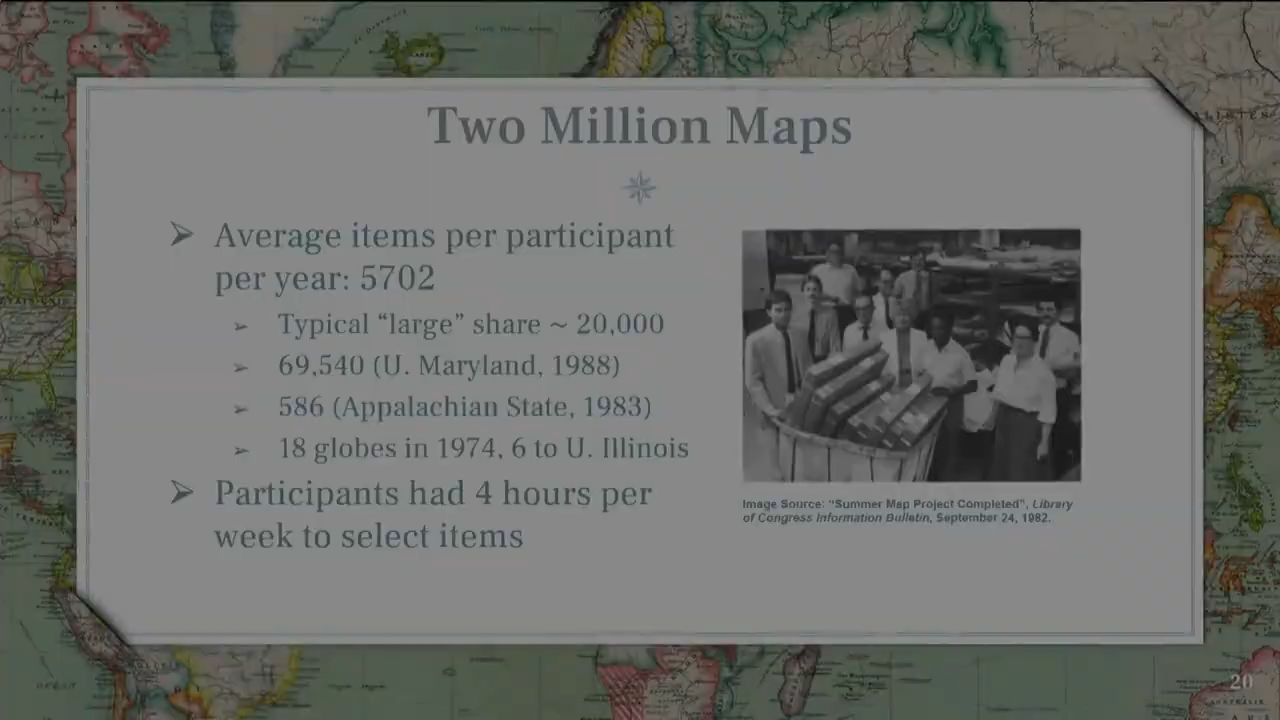 Two Million Maps
Average items per participant
per year: 5702
Typical “large” share ~ 20,000
69,540 (U. Maryland, 1988)
586 (Appalachian State, 1983)
18 globes in 1974, 6 to U. Illinois
Participants had 4 hours per
week to select items
Image Source: “Summer Map Project Completed”, Library
of Congress Information Bulletin, September 24, 1982.
20